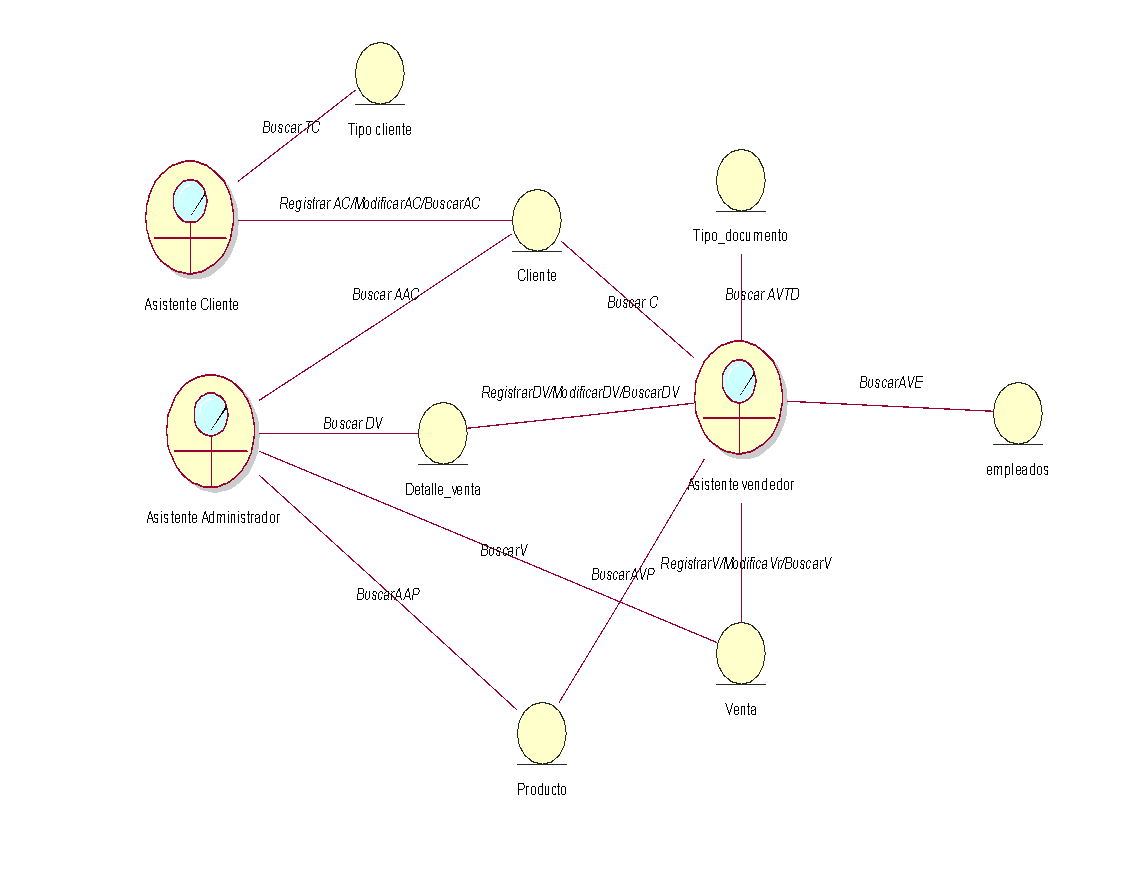 Buscar TC
Tipo cliente
Registrar AC/ModificarAC/BuscarAC
Tipo_documento
Cliente
Asistente Cliente
Buscar AAC
Buscar C
Buscar AVTD
RegistrarDV/ModificarDV/BuscarDV
BuscarAVE
Buscar DV
empleados
Detalle_venta
Asistente vendedor
Asistente Administrador
BuscarV
RegistrarV/ModificaVr/BuscarV
BuscarAVP
BuscarAAP
Venta
Producto